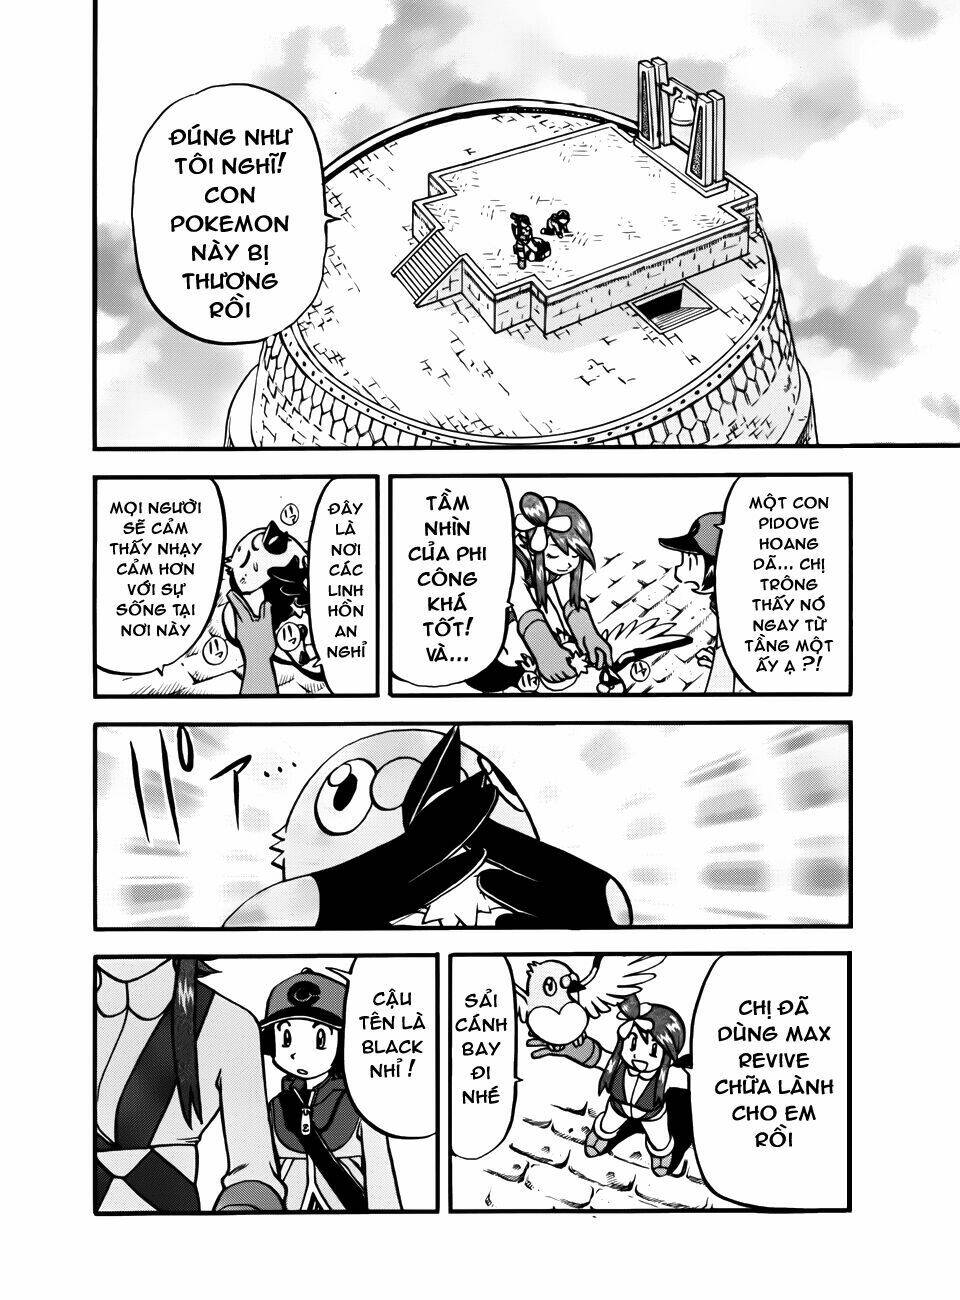 ĐÚNG NHƯ
TÔI NGHĨ!
CON
POKEMON
NÀY BỊ
THƯƠNG
RỒI
MỘT CON
PIDOVE
HOANG
DÃ... CHỊ
TRÔNG
THẤY NÓ
NGAY TỪ
TẦNG MỘT
ẤY Ạ ?!
TẦM
NHÌN
CỦA PHI
CÔNG
KHÁ
TỐT!
VÀ...
ĐÂY
LÀ
NƠI
CÁC
LINH
HỒN
AN
NGHỈ
MỌI NGƯỜI
SẼ CẢM
THẤY NHẠY
CẢM HƠN
VỚI SỰ
SỐNG TẠI
NƠI NÀY
CHỊ ĐÃ
DÙNG MAX
REVIVE
CHỮA LÀNH
CHO EM
RỒI
SẢI
CÁNH
BAY
ĐI
NHÉ
CẬU
TÊN LÀ
BLACK
NHỈ !